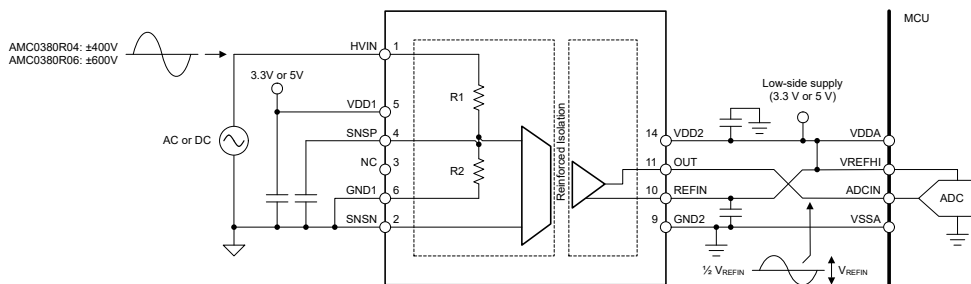 MCU
AMC0380R04: ±400V
AMC0380R06: ±600V
HVIN
1
3.3V or 5V
Low-side supply
(3.3 V or 5 V)
R1
VDD1
5
AC or DC
SNSP
4
14
VDD2
VDDA
NC
3
R2
Reinforced Isolation
11
OUT
VREFHI
GND1
6
10
REFIN
ADCIN
ADC
SNSN
2
9
GND2
VSSA
½ VREFIN
VREFIN